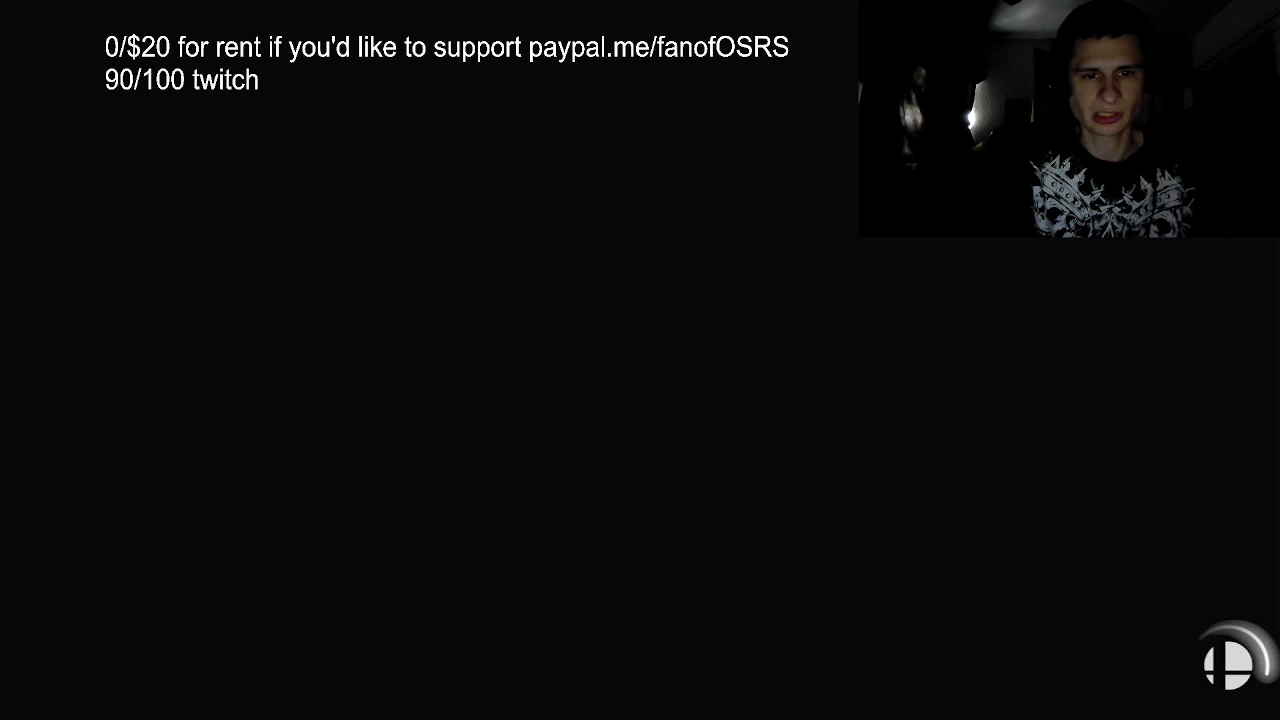 0/$20 for rent if you'd like to support paypal.me/fanofOSRS
90/100 twitch